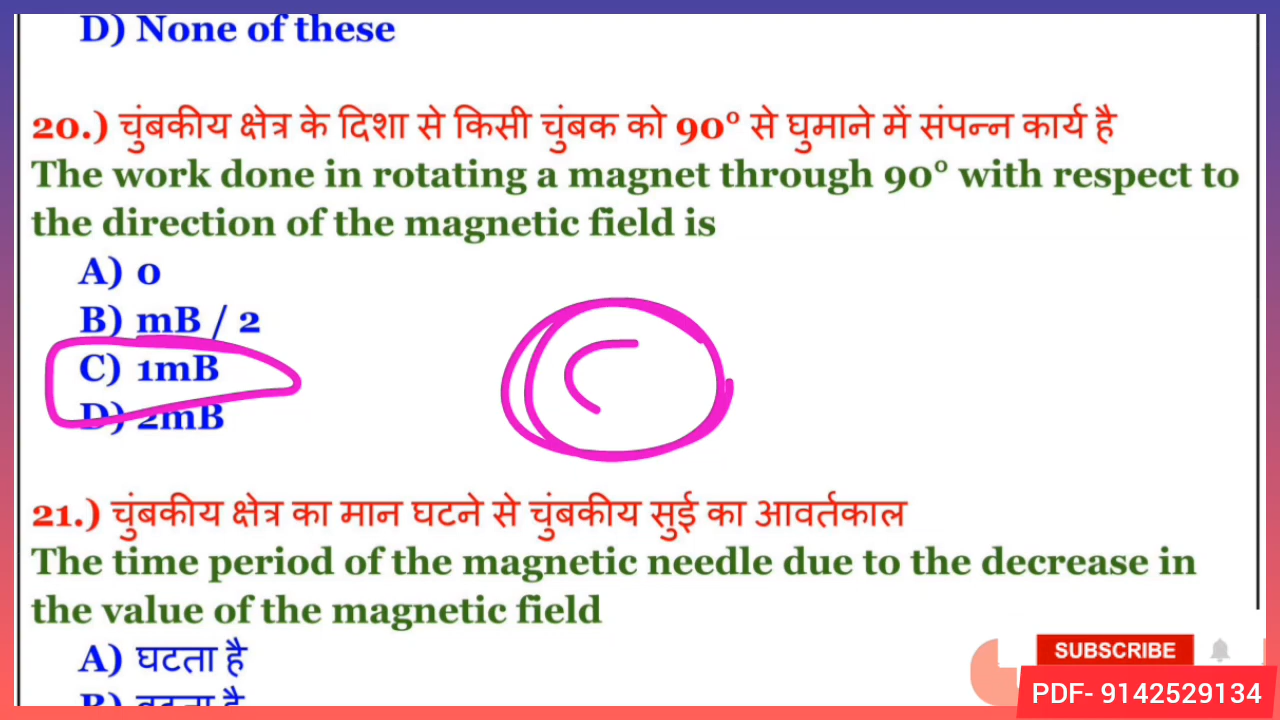 D) None of these
20.) चुंबकीय क्षेत्र के दिशा से किसी चुंबक को 90° से घुमाने में संपन्न कार्य है
The work done in rotating a magnet through 90° with respect to
the direction of the magnetic field is
A) 0
B) mB / 2
C) 1mB
D) 2mB
C
21.) चुंबकीय क्षेत्र का मान घटने से चुंबकीय सुई का आवर्तकाल
The time period of the magnetic needle due to the decrease in
the value of the magnetic field
A) घटता है
B) बढ़ता है
SUBSCRIBE
PDF- 9142529134